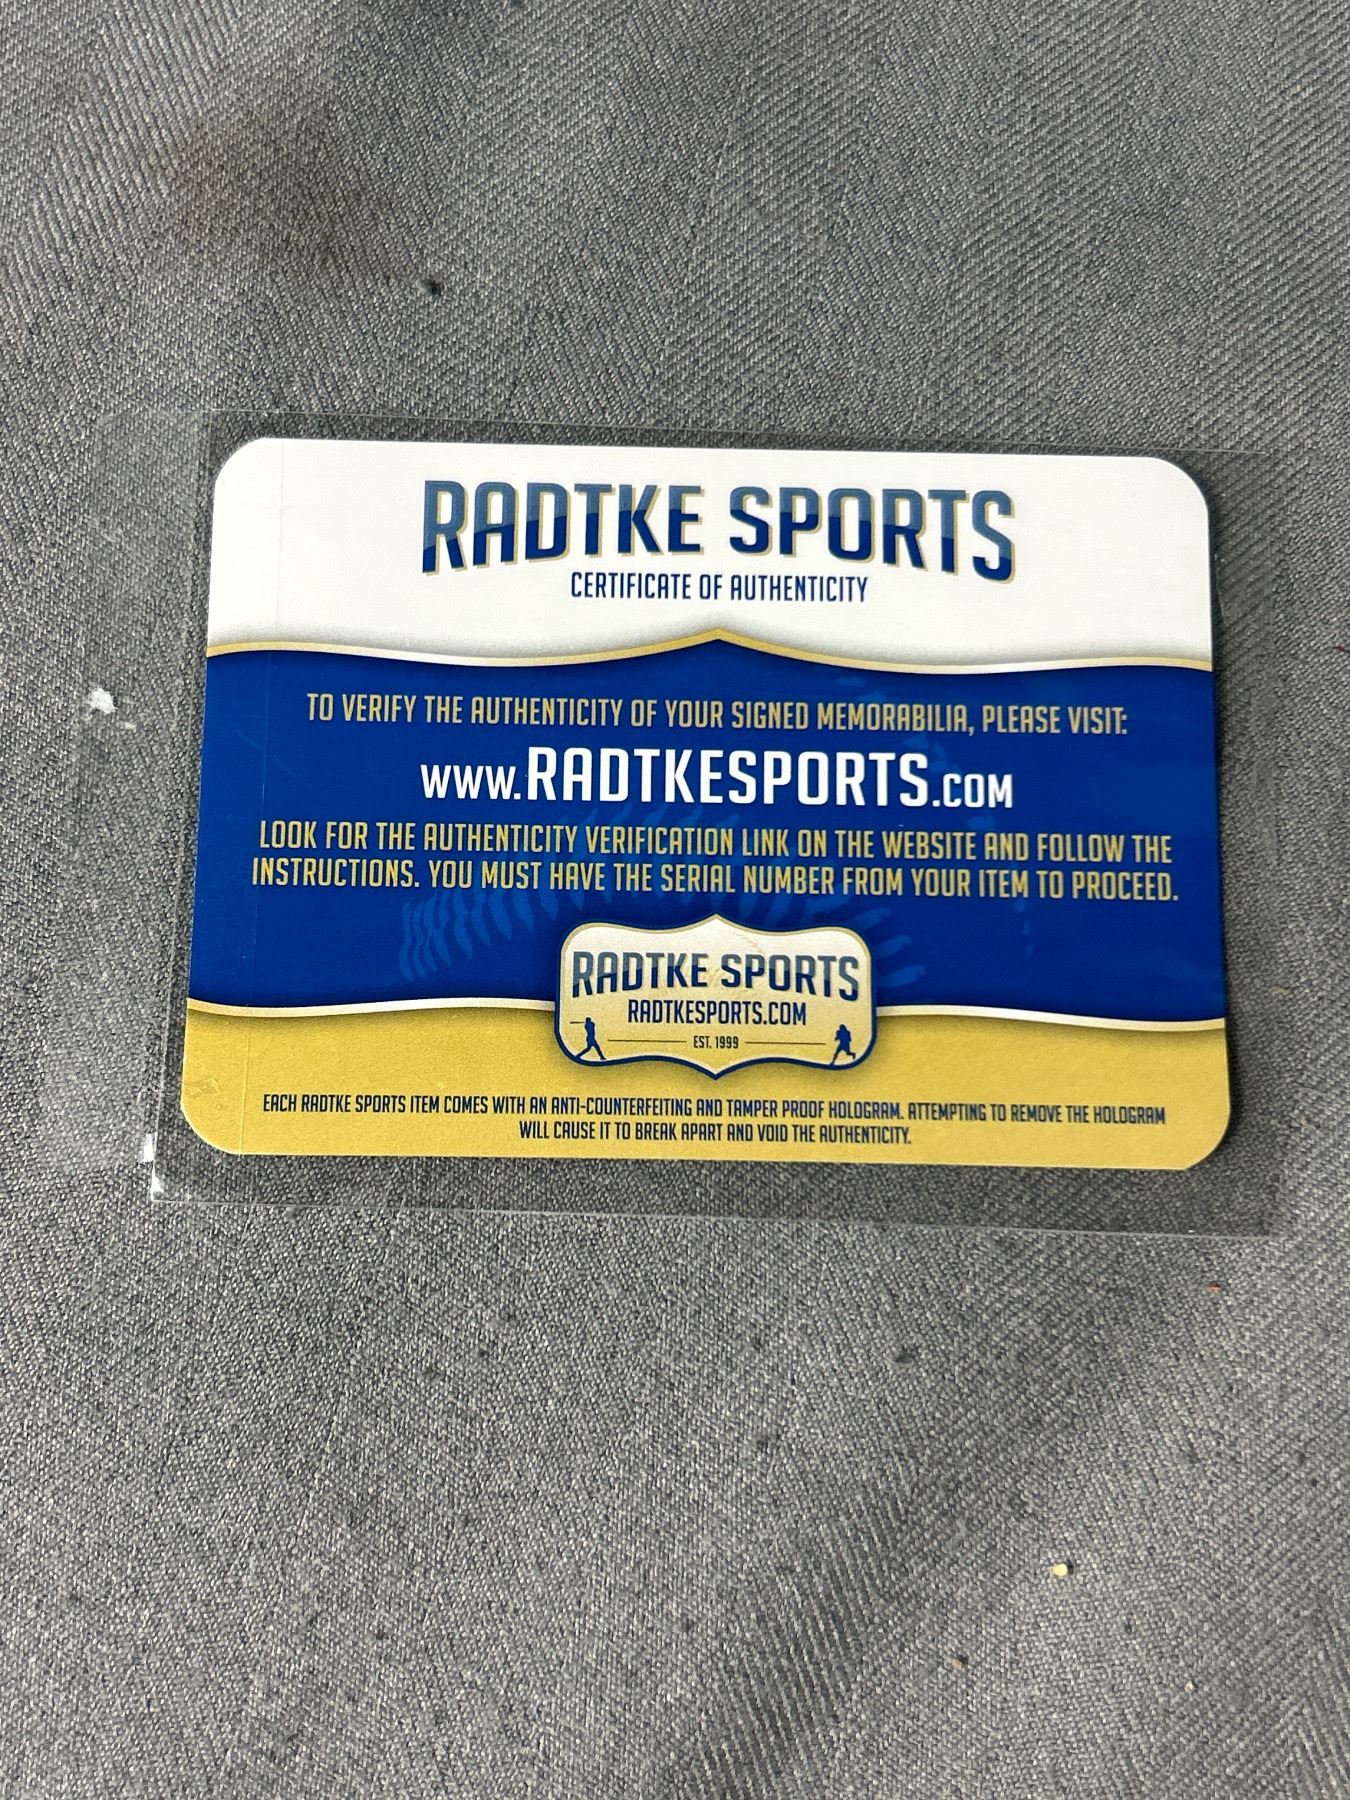 RADTKE SPORTS
CERTIFICATE OF AUTHENTICITY
TO VERIFY THE AUTHENTICITY OF YOUR SIGNED MEMORABILIA, PLEASE VISIT:
WWW.RADTKESPORTS.COM
LOOK FOR THE AUTHENTICITY VERIFICATION LINK ON THE WEBSITE AND FOLLOW THE
INSTRUCTIONS. YOU MUST HAVE THE SERIAL NUMBER FROM YOUR ITEM TO PROCEED.
RADTKE SPORTS
RADTKESPORTS.COM
EST. 1999
EACH RADTKE SPORTS ITEM COMES WITH AN ANTI-COUNTERFEITING AND TAMPER PROOF HOLOGRAM. ATTEMPTING TO REMOVE THE HOLOGRAM
WILL CAUSE IT TO BREAK APART AND VOID THE AUTHENTICITY.